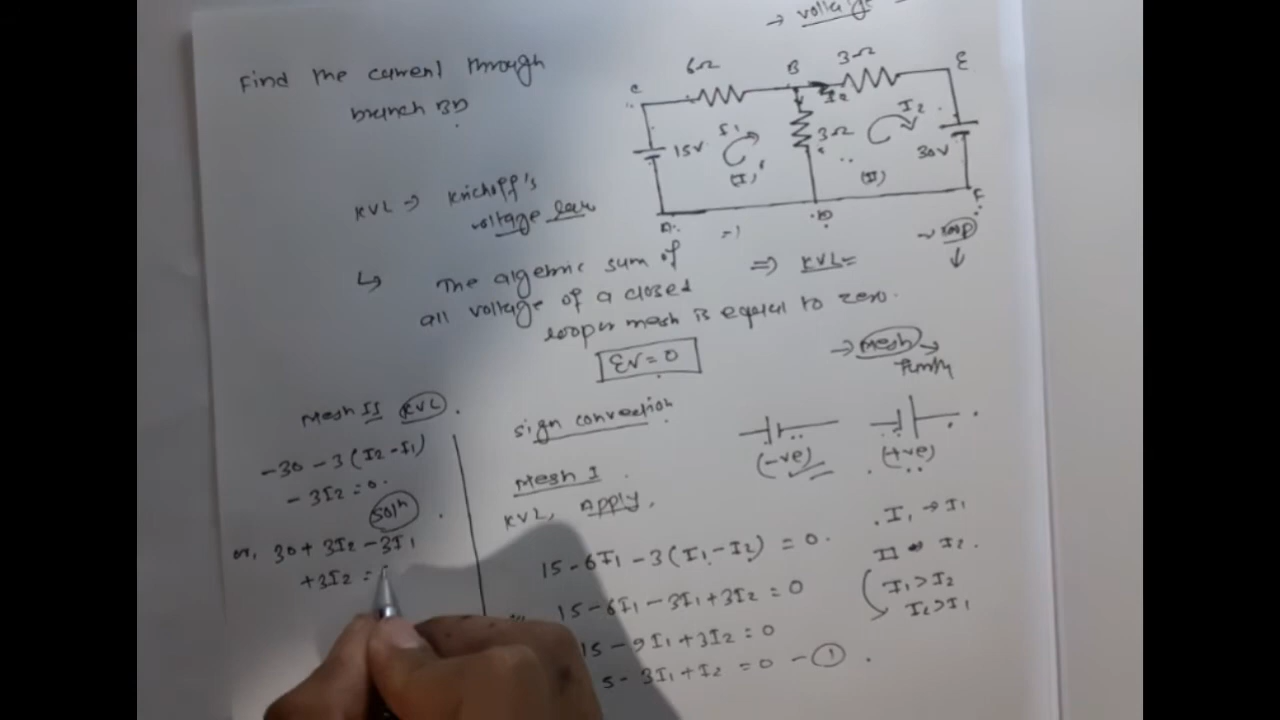 → voltage
Find the current through
branch BD
C
6Ω
B
3Ω
E
I2
15V
I1
(I)
3Ω
I2
(II)
30V
A
D
F
KVL → Krichoff's
voltage law
→ loop
↓
↳ The algebric sum of
all voltage of a closed
loop or mesh is equal to zero.
⇒ KVL=
ΣV = 0
→ mesh →
Mesh II KVL.
-30 - 3(I2-I1)
- 3I2 = 0.
Soln
or, 30 + 3I2 - 3I1
+3I2 =
sign convection
(-ve)
(+ve)
Mesh I
KVL, Apply,
15 - 6I1 - 3(I1-I2) = 0.
15 - 6I1 - 3I1 + 3I2 = 0
15 - 9I1 + 3I2 = 0
5 - 3I1 + I2 = 0 - ①.
I1 → I1
II → I2
I1 > I2
I2 > I1